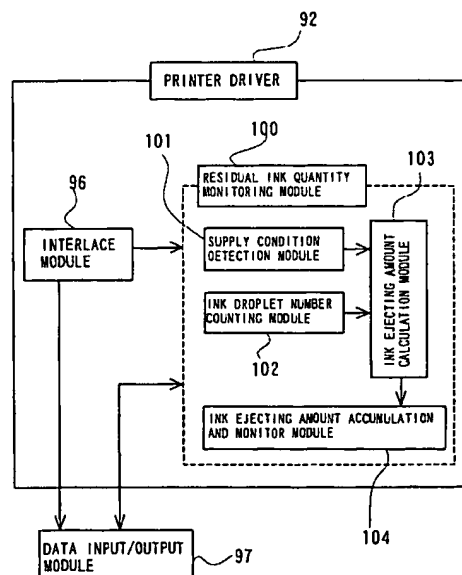 92
PRINTER DRIVER
100
101
103
RESIDUAL INK QUANTITY
MONITORING MODULE
96
INTERLACE
MODULE
SUPPLY CONDITION
DETECTION MODULE
INK EJECTING AMOUNT
CALCULATION MODULE
INK DROPLET NUMBER
COUNTING MODULE
102
INK EJECTING AMOUNT ACCUMULATION
AND MONITOR MODULE
104
DATA INPUT/OUTPUT
MODULE
97